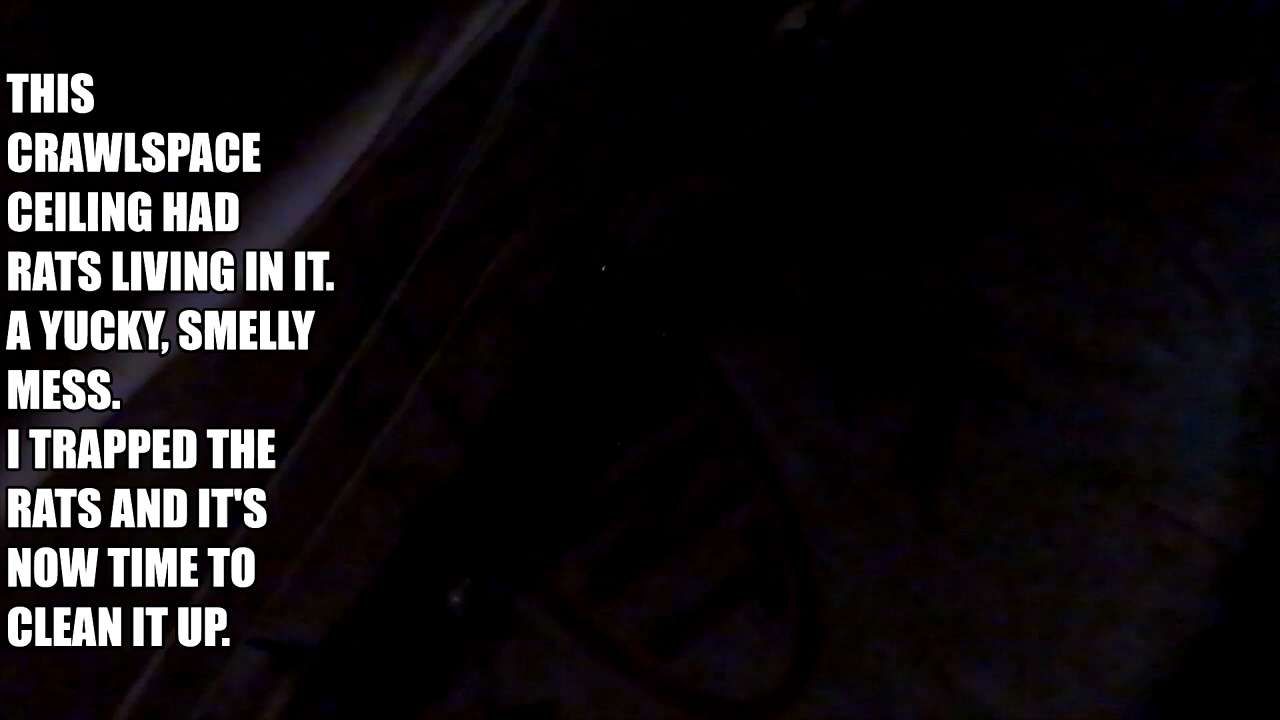 THIS
CRAWLSPACE
CEILING HAD
RATS LIVING IN IT.
A YUCKY, SMELLY
MESS.
I TRAPPED THE
RATS AND IT'S
NOW TIME TO
CLEAN IT UP.